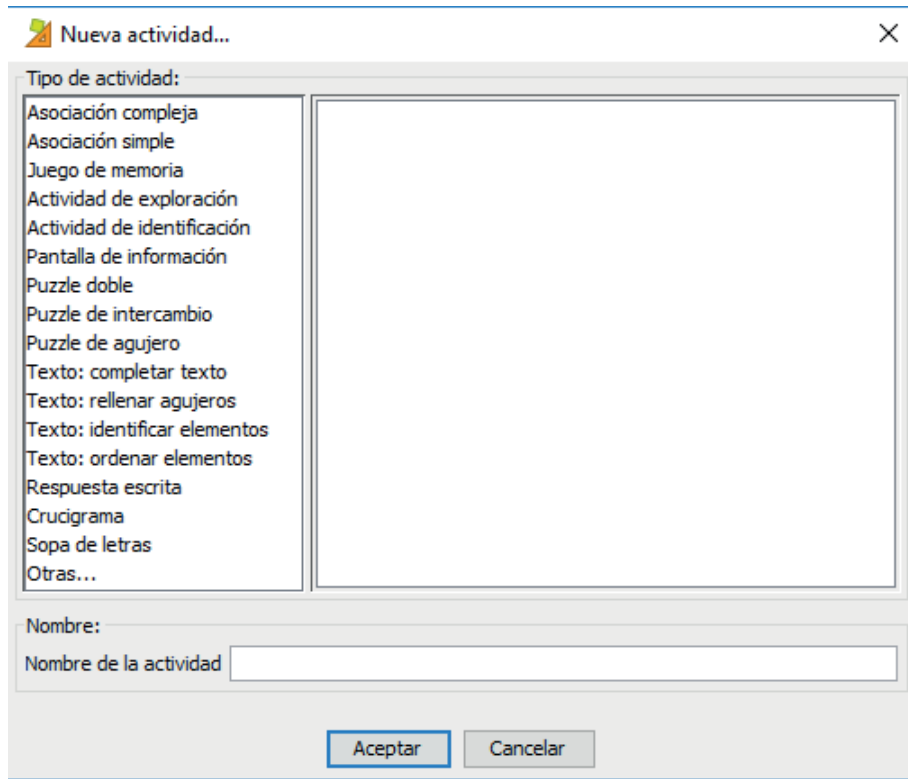 Nueva actividad...
Tipo de actividad:
Asociación compleja
Asociación simple
Juego de memoria
Actividad de exploración
Actividad de identificación
Pantalla de información
Puzzle doble
Puzzle de intercambio
Puzzle de agujero
Texto: completar texto
Texto: rellenar agujeros
Texto: identificar elementos
Texto: ordenar elementos
Respuesta escrita
Crucigrama
Sopa de letras
Otras...
Nombre:
Nombre de la actividad
Aceptar Cancelar